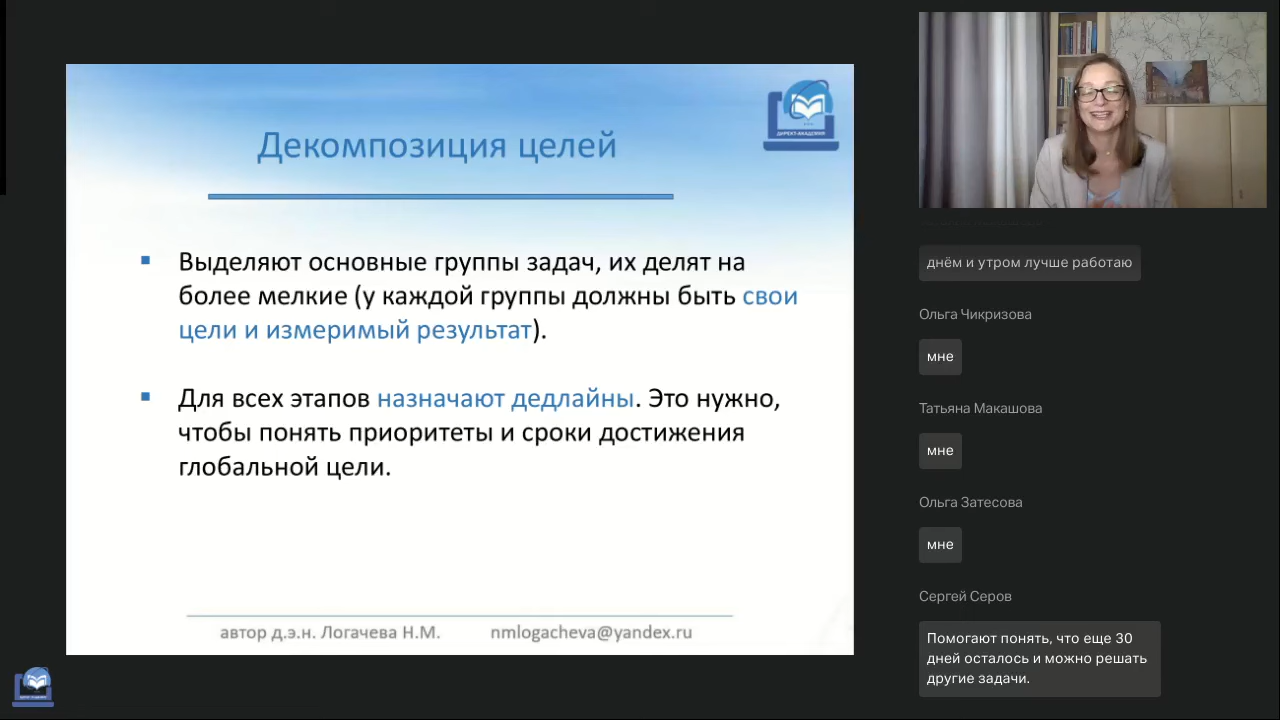 Декомпозиция целей
ДИРЕКТ-АКАДЕМИЯ
Выделяют основные группы задач, их делят на
более мелкие (у каждой группы должны быть свои
цели и измеримый результат).
Для всех этапов назначают дедлайны. Это нужно,
чтобы понять приоритеты и сроки достижения
глобальной цели.
автор д.э.н. Логачева Н.М. nmlogacheva@yandex.ru
днём и утром лучше работаю
Ольга Чикризова
мне
Татьяна Макашова
мне
Ольга Затесова
мне
Сергей Серов
Помогают понять, что еще 30
дней осталось и можно решать
другие задачи.